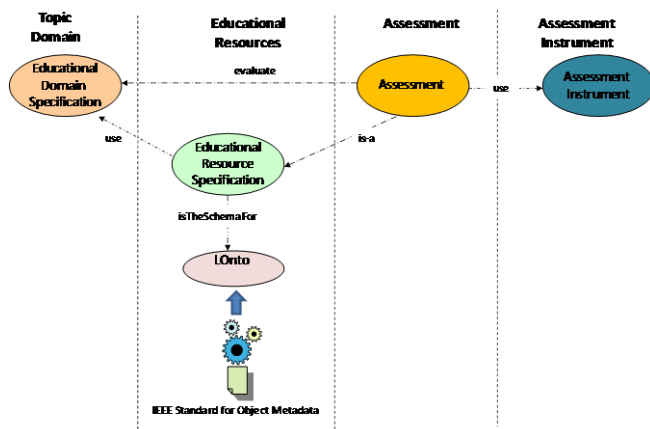 Topic
Domain
Educational
Resources
Assessment
Assessment
Instrument
Educational
Domain
Specification
evaluate
Assessment
use
Assessment
Instrument
use
Educational
Resource
Specification
is-a
isTheSchemaFor
LOnto
IEEE Standard for Object Metadata